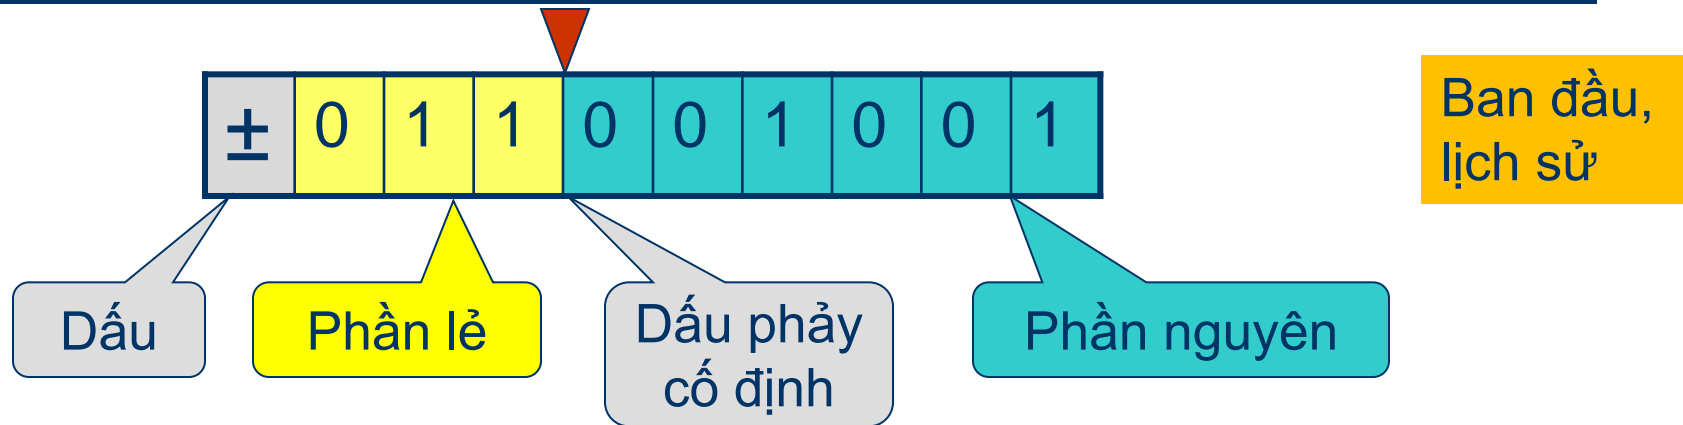 ± 0 1 1 0 0 1 0 0 1
Ban đầu,
lịch sử
Dấu
Phần lẻ
Dấu phảy
cố định
Phần nguyên